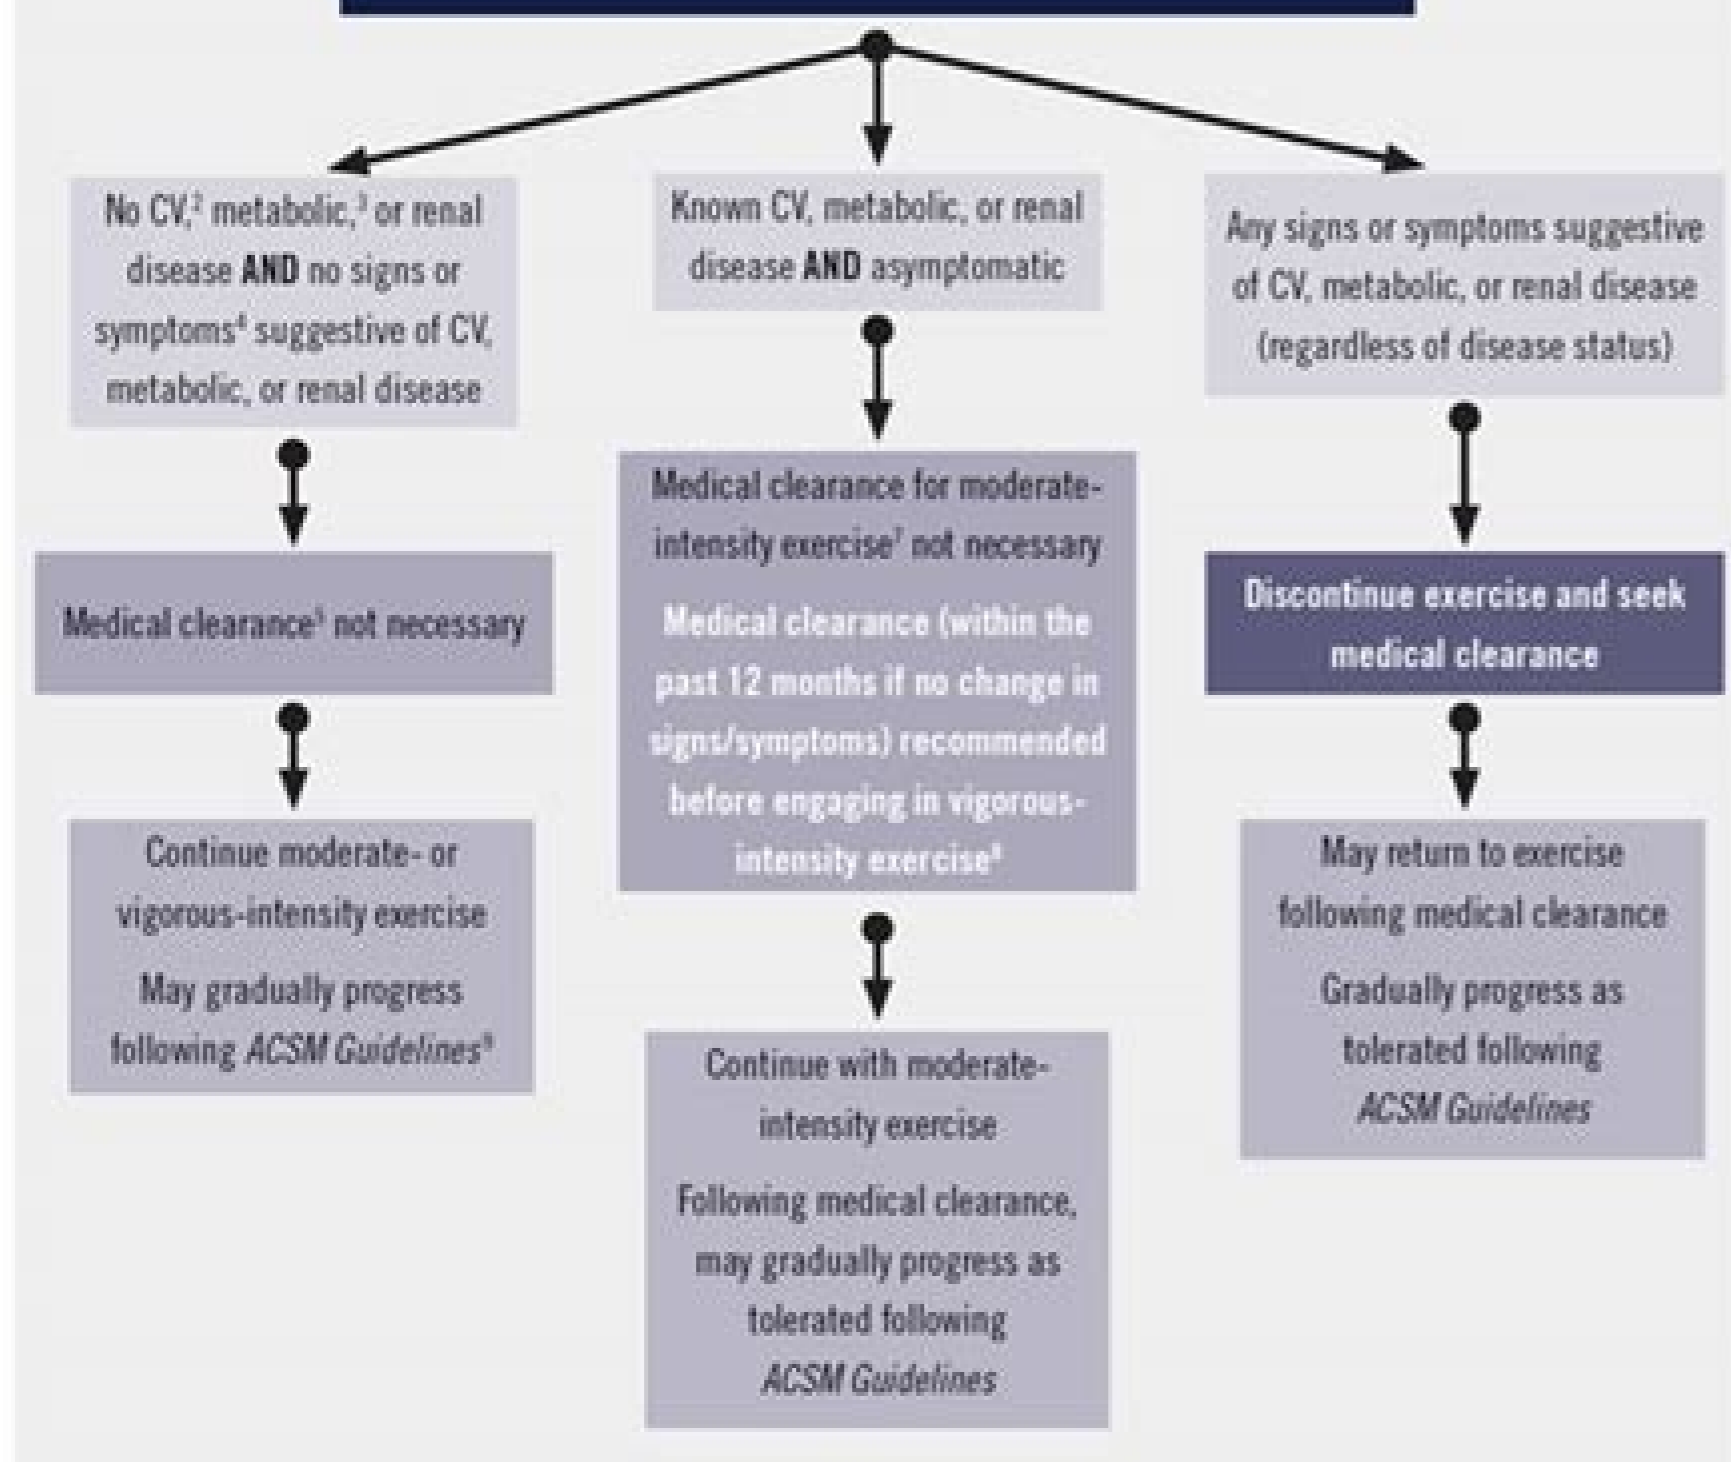 No CV,² metabolic,³ or renal
disease AND no signs or
symptoms⁴ suggestive of CV,
metabolic, or renal disease
Medical clearance⁵ not necessary
Continue moderate- or
vigorous-intensity exercise
May gradually progress
following ACSM Guidelines⁹
Known CV, metabolic, or renal
disease AND asymptomatic
Medical clearance for moderate-
intensity exercise⁷ not necessary
Medical clearance (within the
past 12 months if no change in
signs/symptoms) recommended
before engaging in vigorous-
intensity exercise⁸
Continue with moderate-
intensity exercise
Following medical clearance,
may gradually progress as
tolerated following
ACSM Guidelines
Any signs or symptoms suggestive
of CV, metabolic, or renal disease
(regardless of disease status)
Discontinue exercise and seek
medical clearance
May return to exercise
following medical clearance
Gradually progress as
tolerated following
ACSM Guidelines